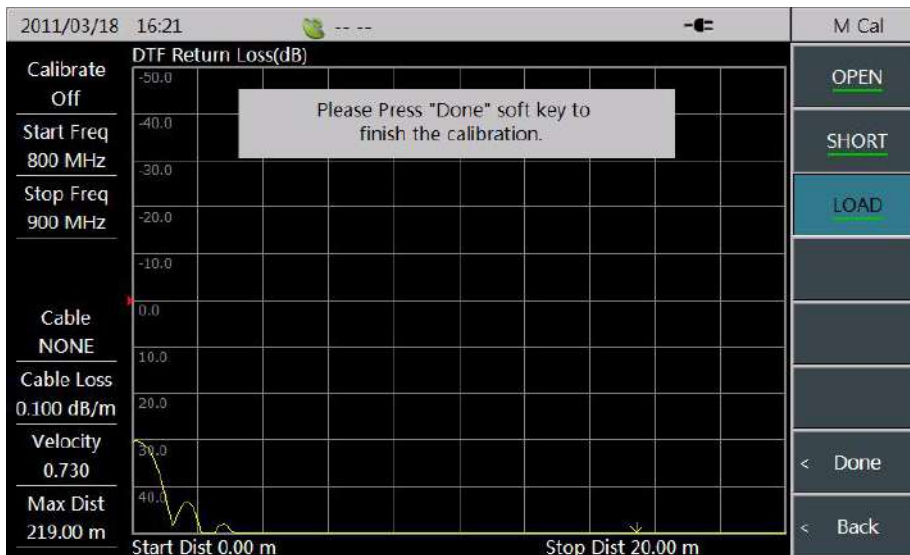 2011/03/18 16:21 -- --
M Cal
Calibrate
Off
Start Freq
800 MHz
Stop Freq
900 MHz
Cable
NONE
Cable Loss
0.100 dB/m
Velocity
0.730
Max Dist
219.00 m
DTF Return Loss(dB)
-50.0
-40.0
-30.0
-20.0
-10.0
0.0
10.0
20.0
30.0
40.0
Please Press "Done" soft key to
finish the calibration.
Start Dist 0.00 m
Stop Dist 20.00 m
OPEN
SHORT
LOAD
< Done
< Back